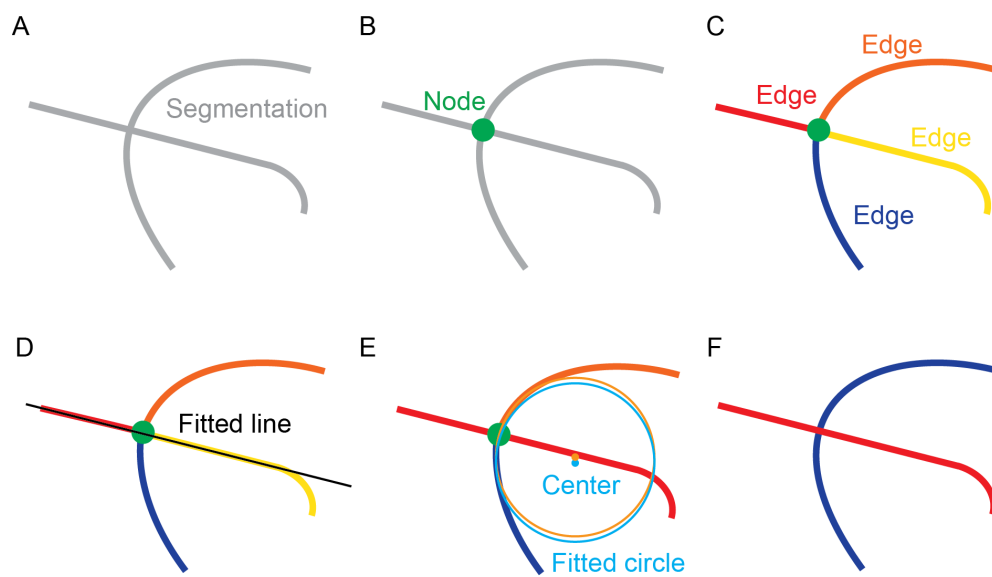 A
Segmentation
B
Node
C
Edge
Edge
Edge
Edge
D
Fitted line
E
Center
Fitted circle
F